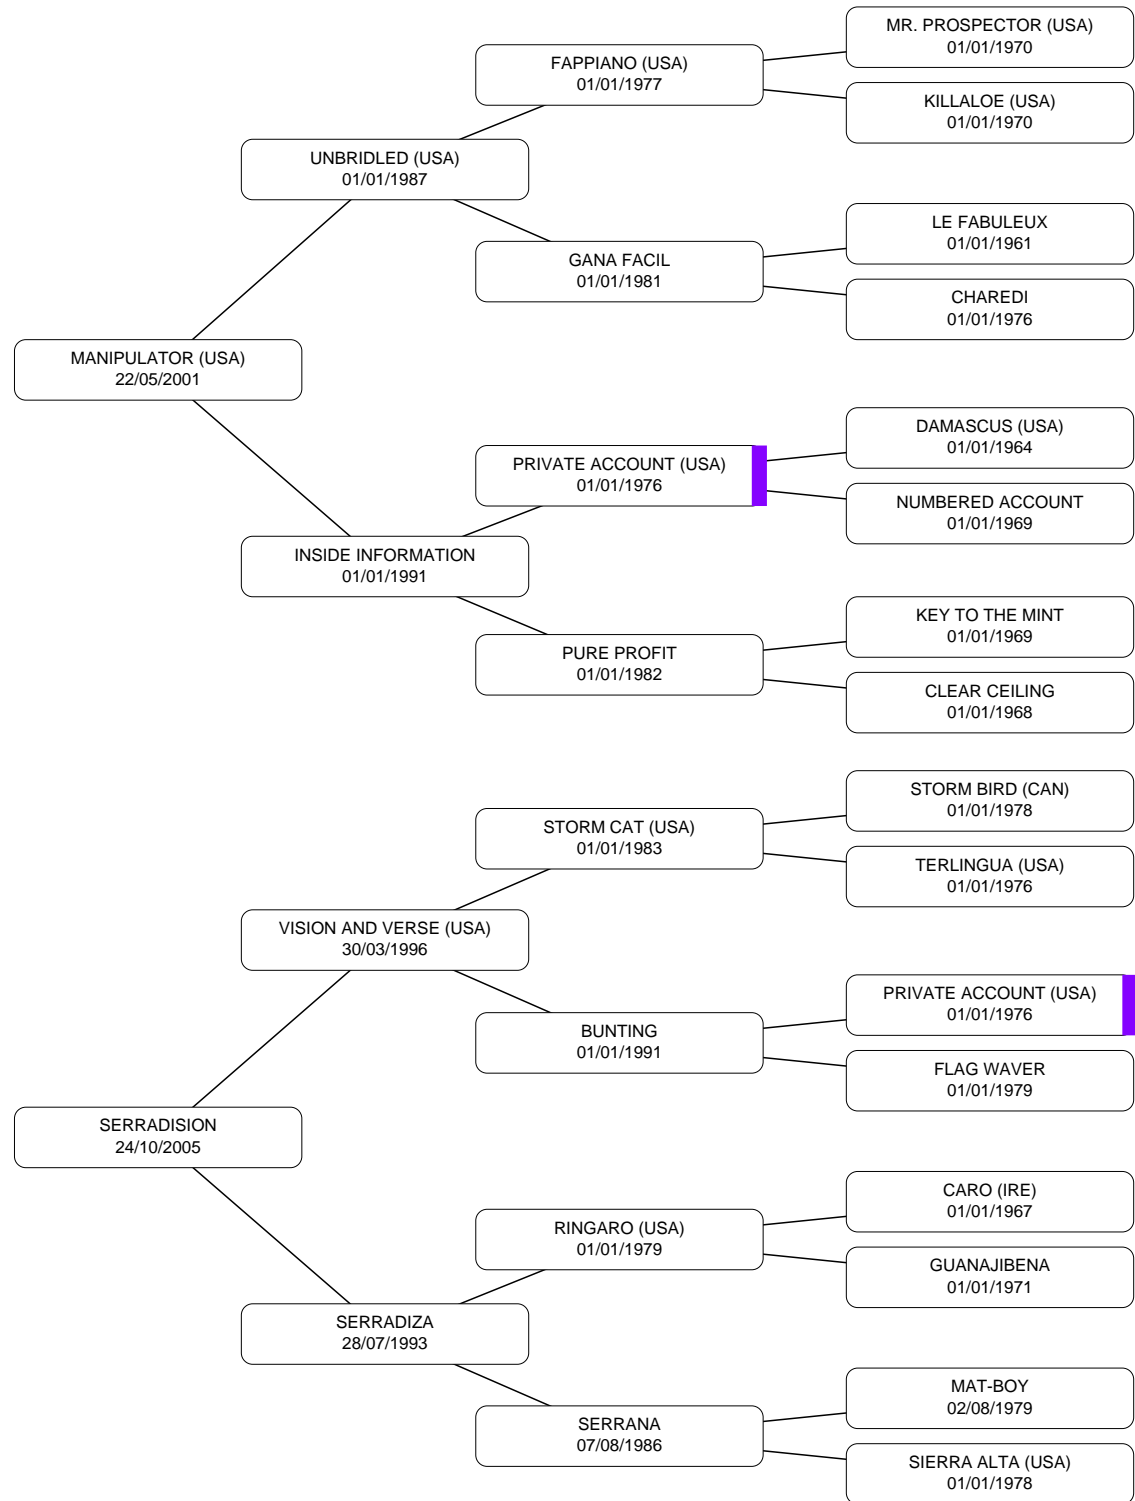 MR. PROSPECTOR (USA)
01/01/1970
FAPPIANO (USA)
01/01/1977
KILLALOE (USA)
01/01/1970
UNBRIDLED (USA)
01/01/1987
LE FABULEUX
01/01/1961
GANA FACIL
01/01/1981
CHAREDI
01/01/1976
MANIPULATOR (USA)
22/05/2001
DAMASCUS (USA)
01/01/1964
PRIVATE ACCOUNT (USA)
01/01/1976
NUMBERED ACCOUNT
01/01/1969
INSIDE INFORMATION
01/01/1991
KEY TO THE MINT
01/01/1969
PURE PROFIT
01/01/1982
CLEAR CEILING
01/01/1968
STORM BIRD (CAN)
01/01/1978
STORM CAT (USA)
01/01/1983
TERLINGUA (USA)
01/01/1976
VISION AND VERSE (USA)
30/03/1996
PRIVATE ACCOUNT (USA)
01/01/1976
BUNTING
01/01/1991
FLAG WAVER
01/01/1979
SERRADISION
24/10/2005
CARO (IRE)
01/01/1967
RINGARO (USA)
01/01/1979
GUANAJIBENA
01/01/1971
SERRADIZA
28/07/1993
MAT-BOY
02/08/1979
SERRANA
07/08/1986
SIERRA ALTA (USA)
01/01/1978